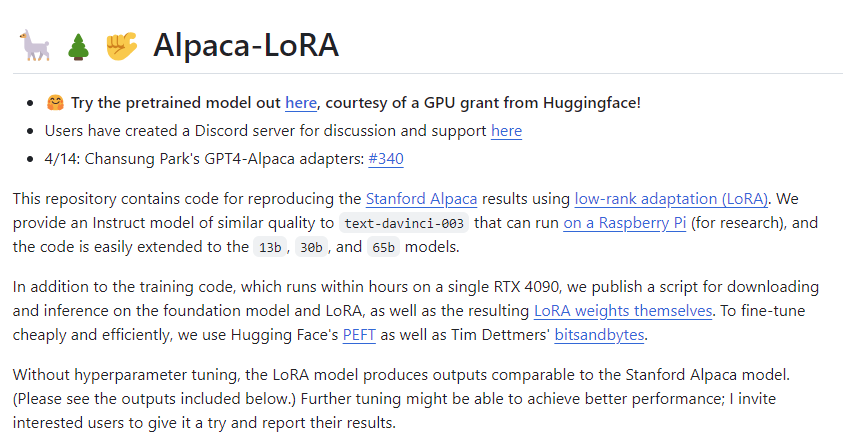 🦙🌲🤏 Alpaca-LoRA
🤗 Try the pretrained model out here, courtesy of a GPU grant from Huggingface!
Users have created a Discord server for discussion and support here
4/14: Chansung Park's GPT4-Alpaca adapters: #340
This repository contains code for reproducing the Stanford Alpaca results using low-rank adaptation (LoRA). We
provide an Instruct model of similar quality to text-davinci-003 that can run on a Raspberry Pi (for research), and
the code is easily extended to the 13b, 30b, and 65b models.
In addition to the training code, which runs within hours on a single RTX 4090, we publish a script for downloading
and inference on the foundation model and LoRA, as well as the resulting LoRA weights themselves. To fine-tune
cheaply and efficiently, we use Hugging Face's PEFT as well as Tim Dettmers' bitsandbytes.
Without hyperparameter tuning, the LoRA model produces outputs comparable to the Stanford Alpaca model.
(Please see the outputs included below.) Further tuning might be able to achieve better performance; I invite
interested users to give it a try and report their results.